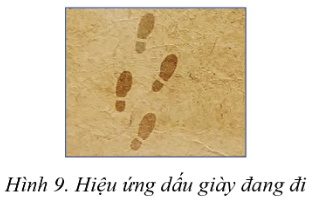 Hình 9. Hiệu ứng dấu giày đang đi